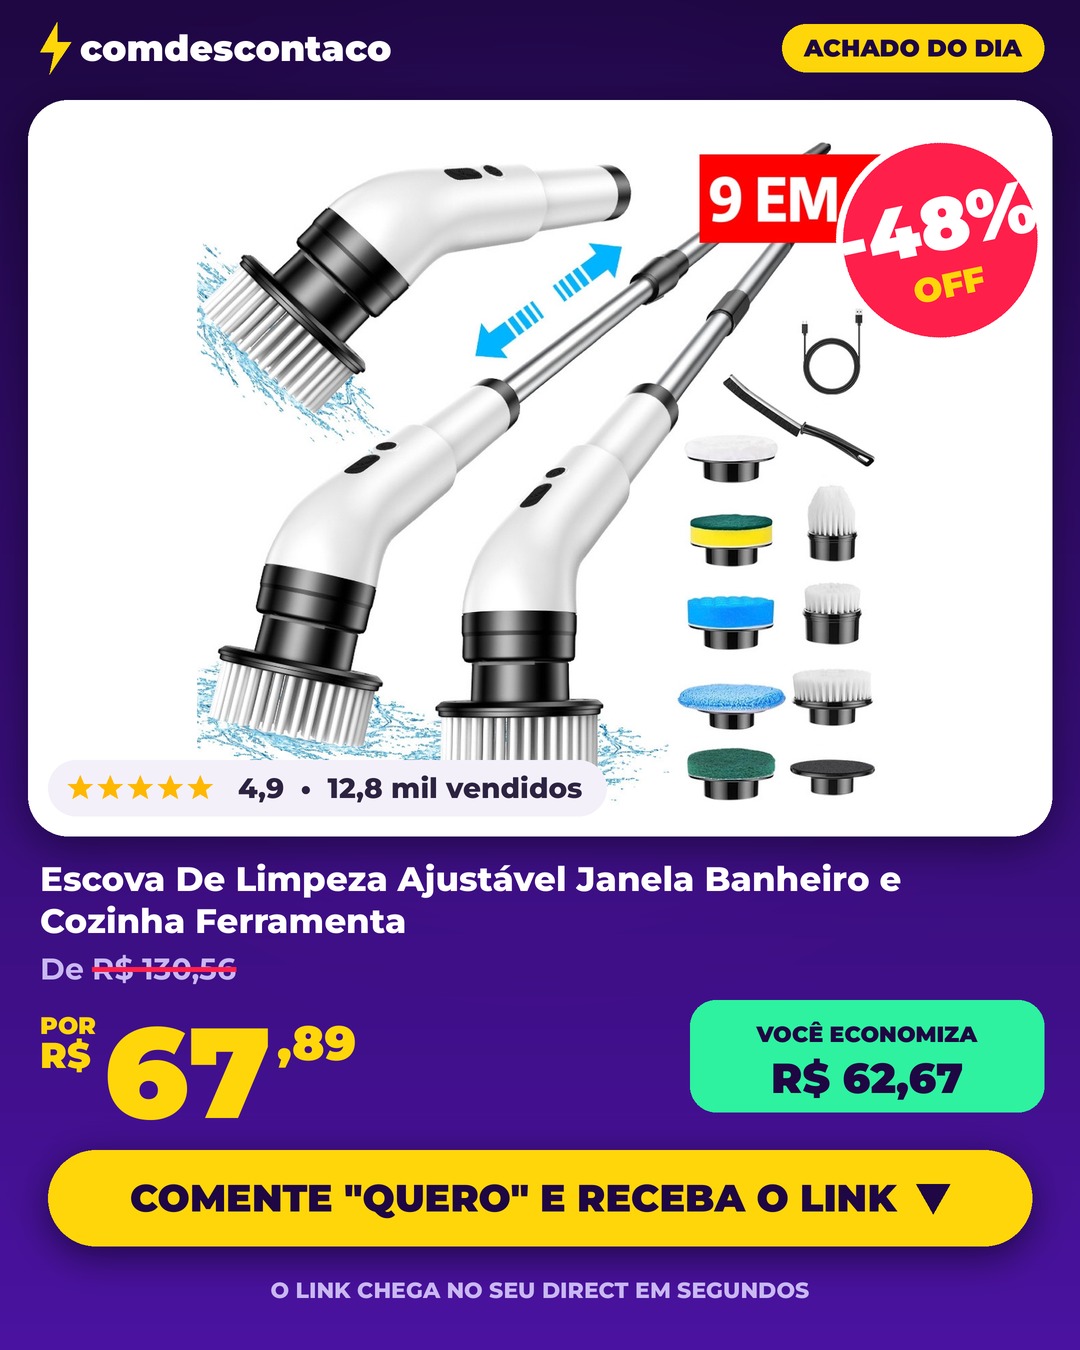 comdescontaco
ACHADO DO DIA
9 EM
-48%
OFF
4,9 • 12,8 mil vendidos
Escova De Limpeza Ajustável Janela Banheiro e
Cozinha Ferramenta
De R$ 130,56
POR
R$ 67,89
VOCÊ ECONOMIZA
R$ 62,67
COMENTE "QUERO" E RECEBA O LINK ▼
O LINK CHEGA NO SEU DIRECT EM SEGUNDOS